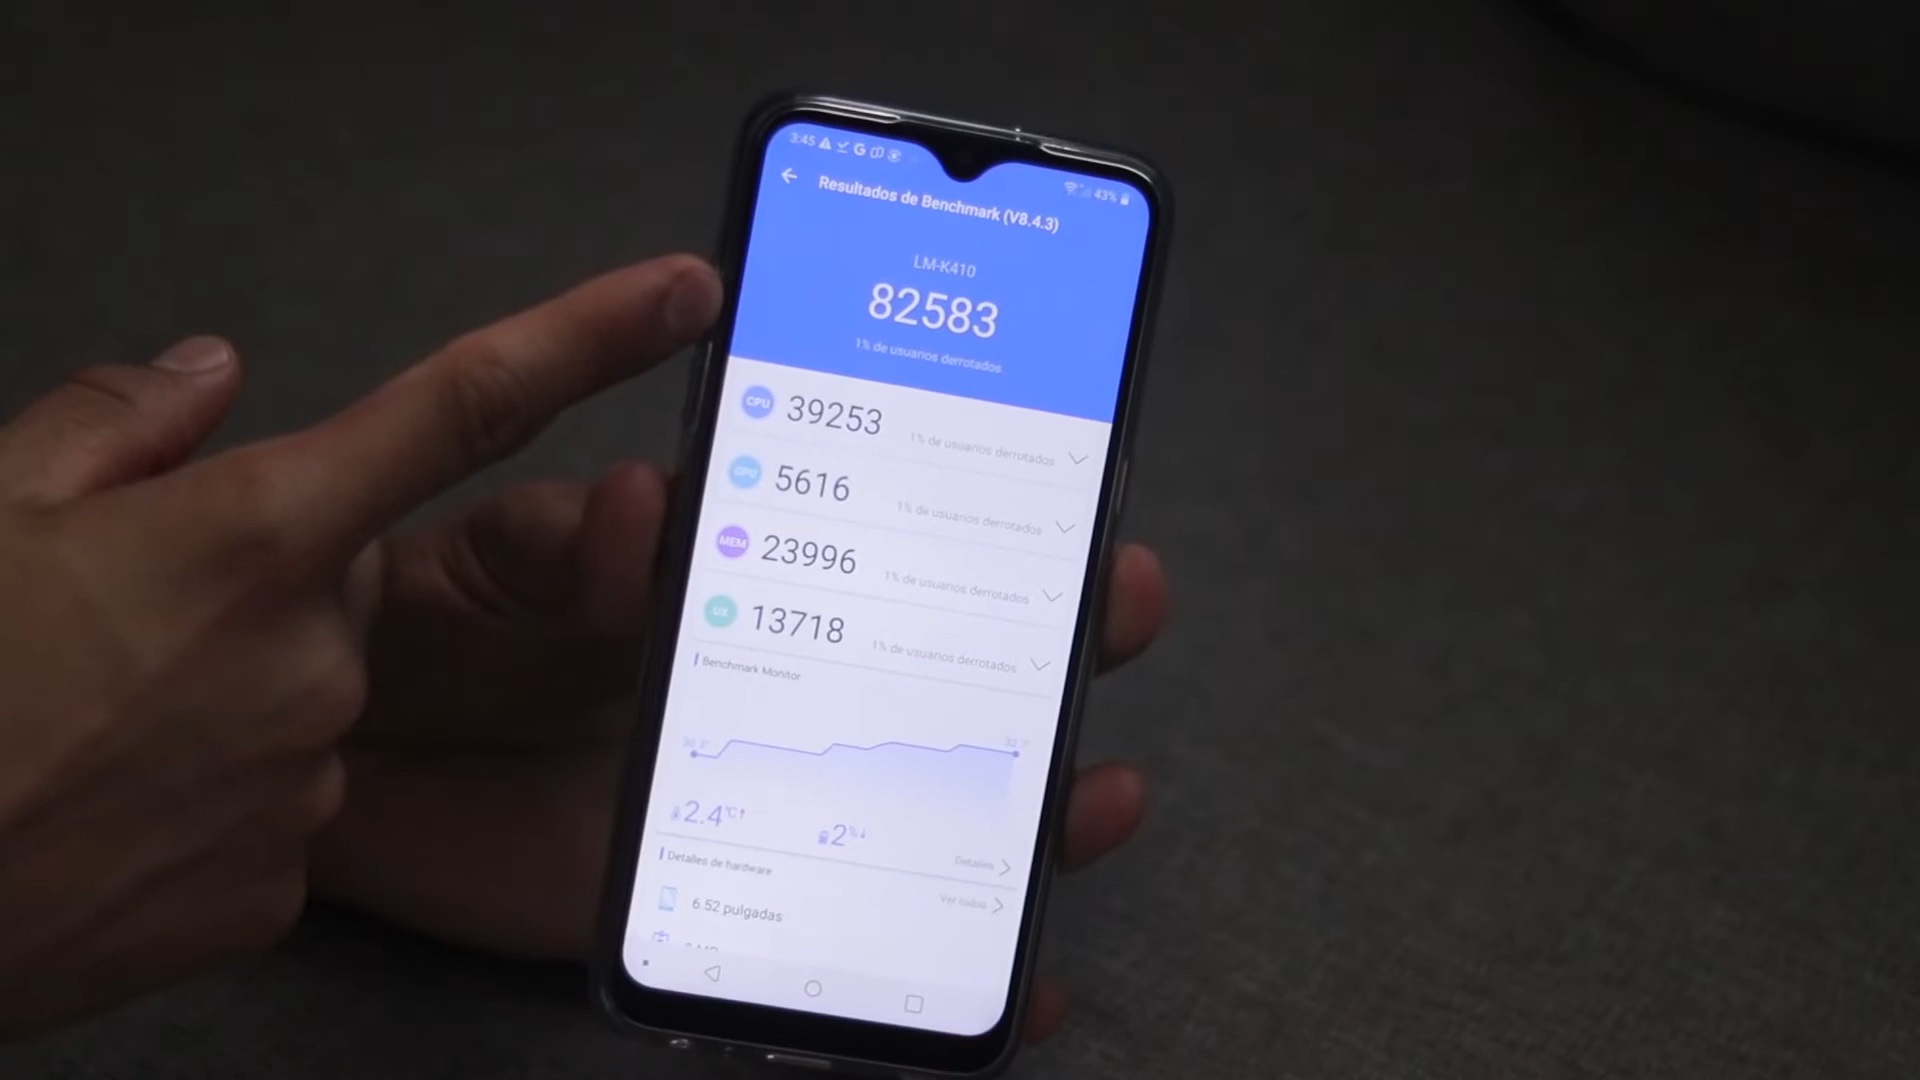 3:45
43%
Resultados de Benchmark (V8.4.3)
LM-K410
82583
1% de usuarios derrotados
CPU 39253 1% de usuarios derrotados
GPU 5616 1% de usuarios derrotados
MEM 23996 1% de usuarios derrotados
UX 13718 1% de usuarios derrotados
Benchmark Monitor
2.4°C↑ 2%↓
Detalles
Detalles de hardware
Ver todos
6.52 pulgadas